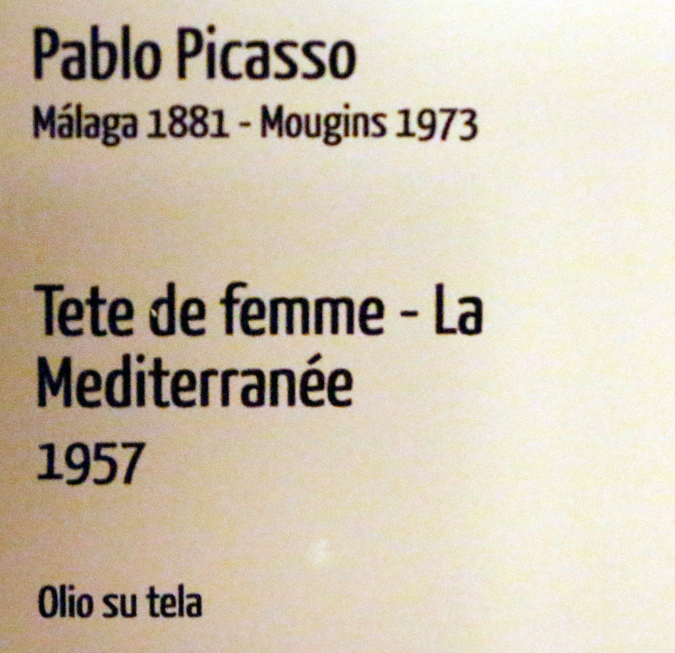 Pablo Picasso
Málaga 1881 - Mougins 1973
Tete de femme - La
Mediterranée
1957
Olio su tela